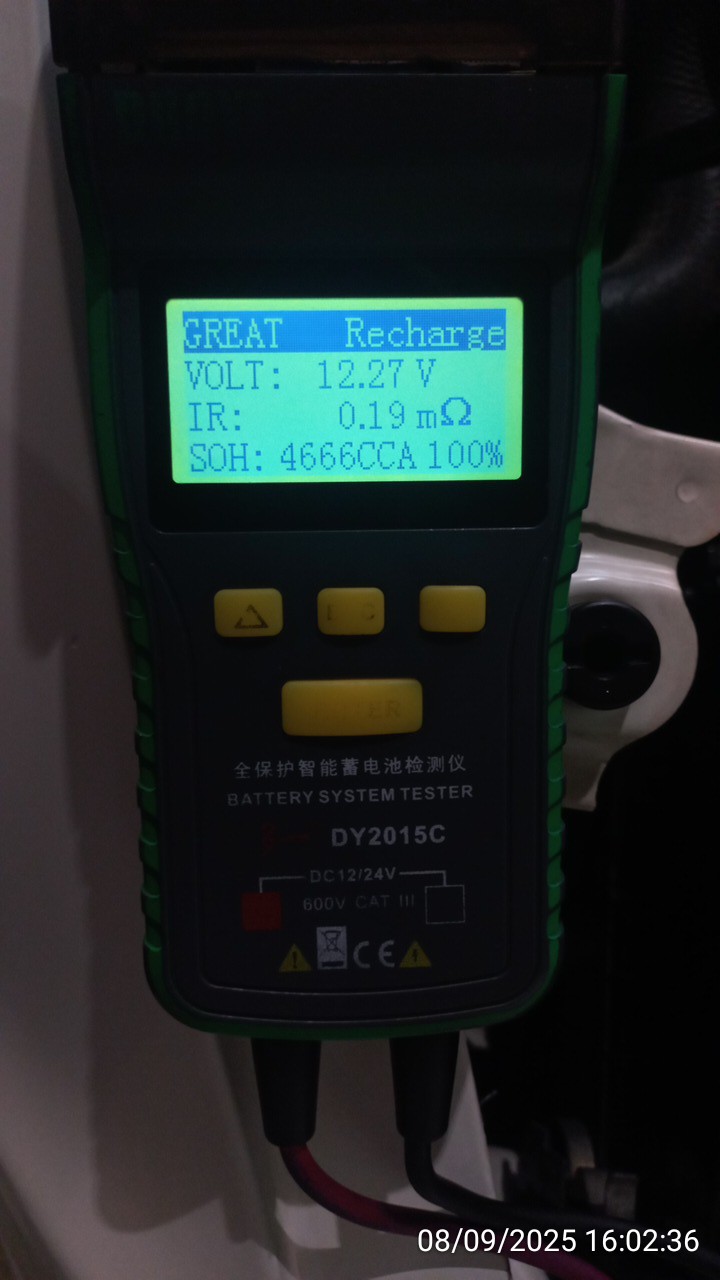 GREAT Recharge
VOLT: 12.27 V
IR: 0.19 mΩ
SOH: 4666CCA 100%
全保护智能蓄电池检测仪
BATTERY SYSTEM TESTER
DY2015C
DC12/24V
600V CAT III
CE
08/09/2025 16:02:36